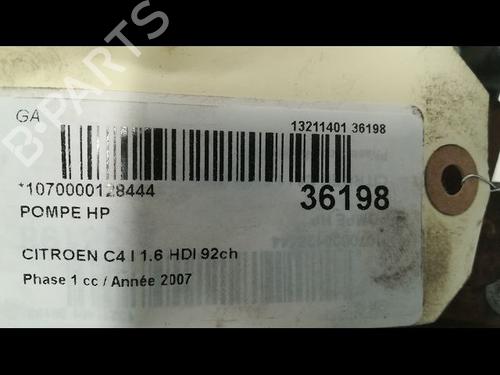 GA
13211401 36198
*1070000128444
36198
POMPE HP
CITROEN C4 I 1.6 HDI 92ch
Phase 1 cc / Année 2007
B-PARTS